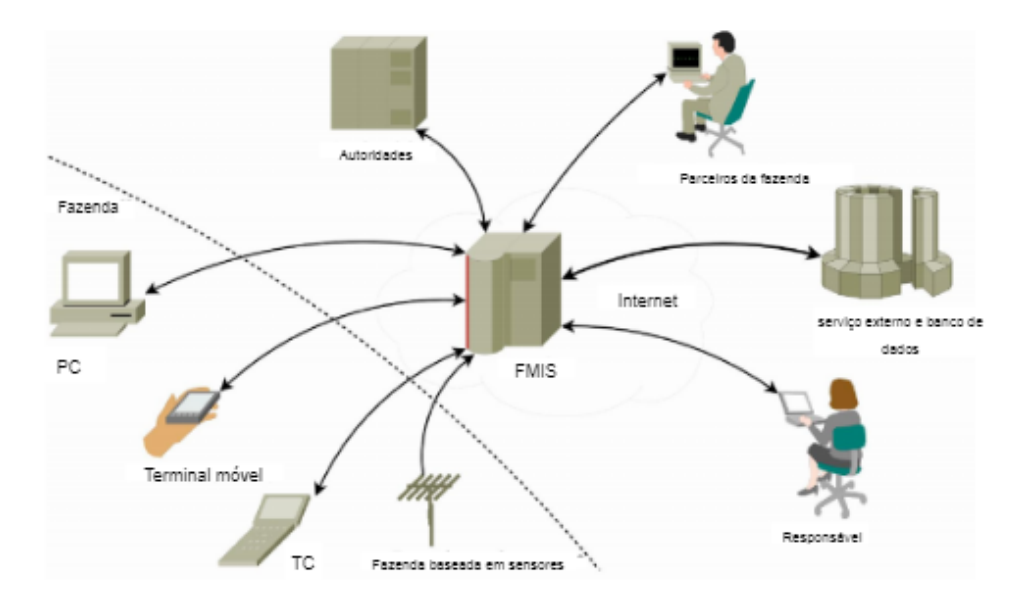 Autoridades
Parceiros da fazenda
Fazenda
Internet
serviço externo e banco de
dados
PC
FMIS
Terminal móvel
Responsável
TC
Fazenda baseada em sensores